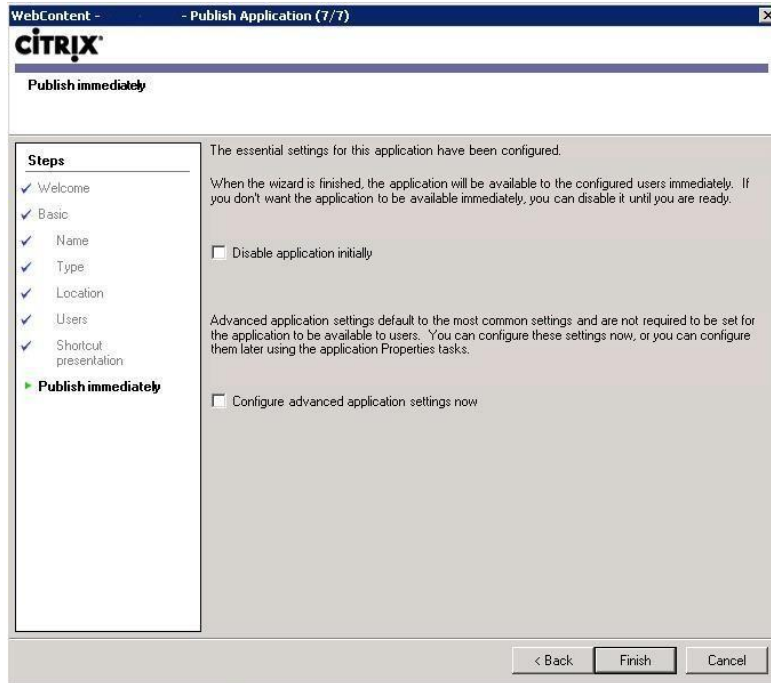 WebContent - - Publish Application (7/7)
CITRIX
Publish immediately
Steps
Welcome
Basic
Name
Type
Location
Users
Shortcut
presentation
Publish immediately
The essential settings for this application have been configured.
When the wizard is finished, the application will be available to the configured users immediately. If
you don't want the application to be available immediately, you can disable it until you are ready.
Disable application initially
Advanced application settings default to the most common settings and are not required to be set for
the application to be available to users. You can configure these settings now, or you can configure
them later using the application Properties tasks.
Configure advanced application settings now
< Back
Finish
Cancel